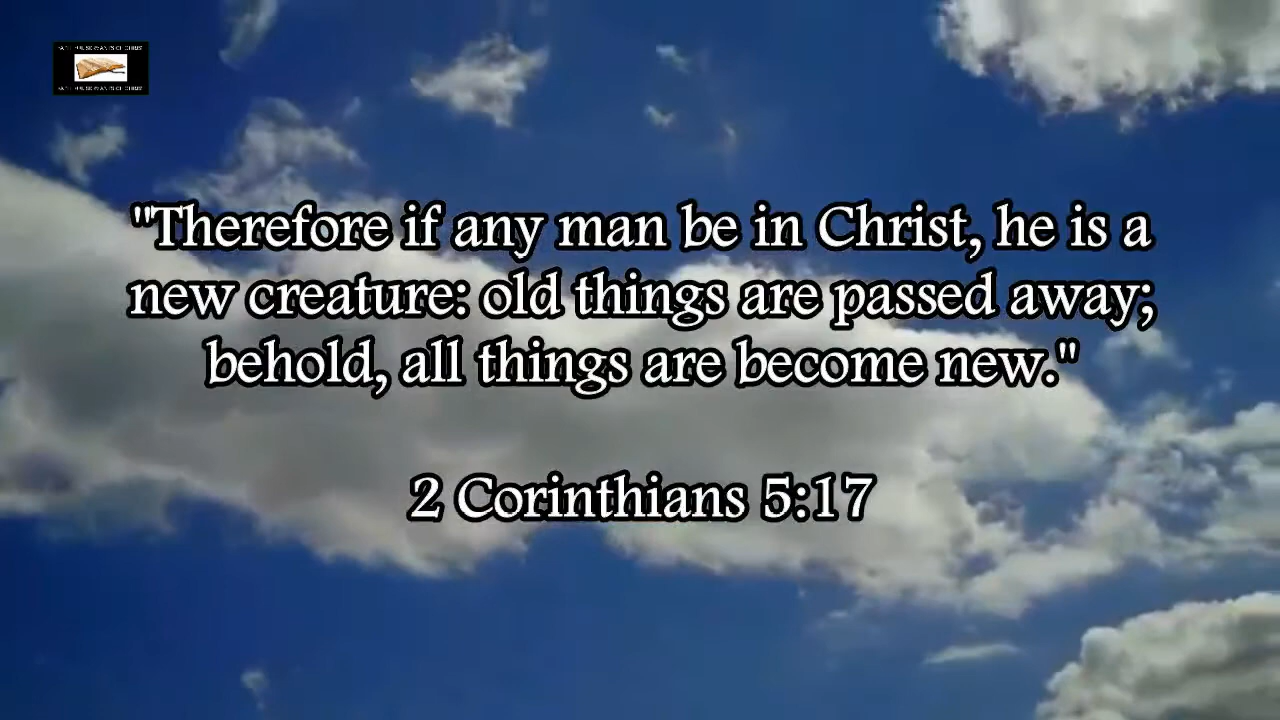 "Therefore if any man be in Christ, he is a
new creature: old things are passed away;
behold, all things are become new."
2 Corinthians 5:17